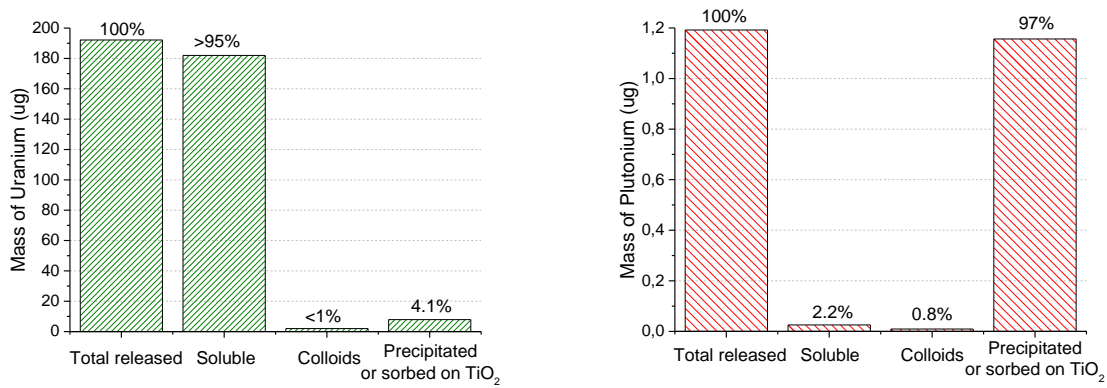 200
180
160
140
120
100
80
60
40
20
0
Mass of Uranium (ug)
100%
>95%
<1%
4.1%
Total released
Soluble
Colloids
Precipitated
or sorbed on TiO₂
1,2
1,0
0,8
0,6
0,4
0,2
0,0
Mass of Plutonium (ug)
100%
2.2%
0.8%
97%
Total released
Soluble
Colloids
Precipitated
or sorbed on TiO₂